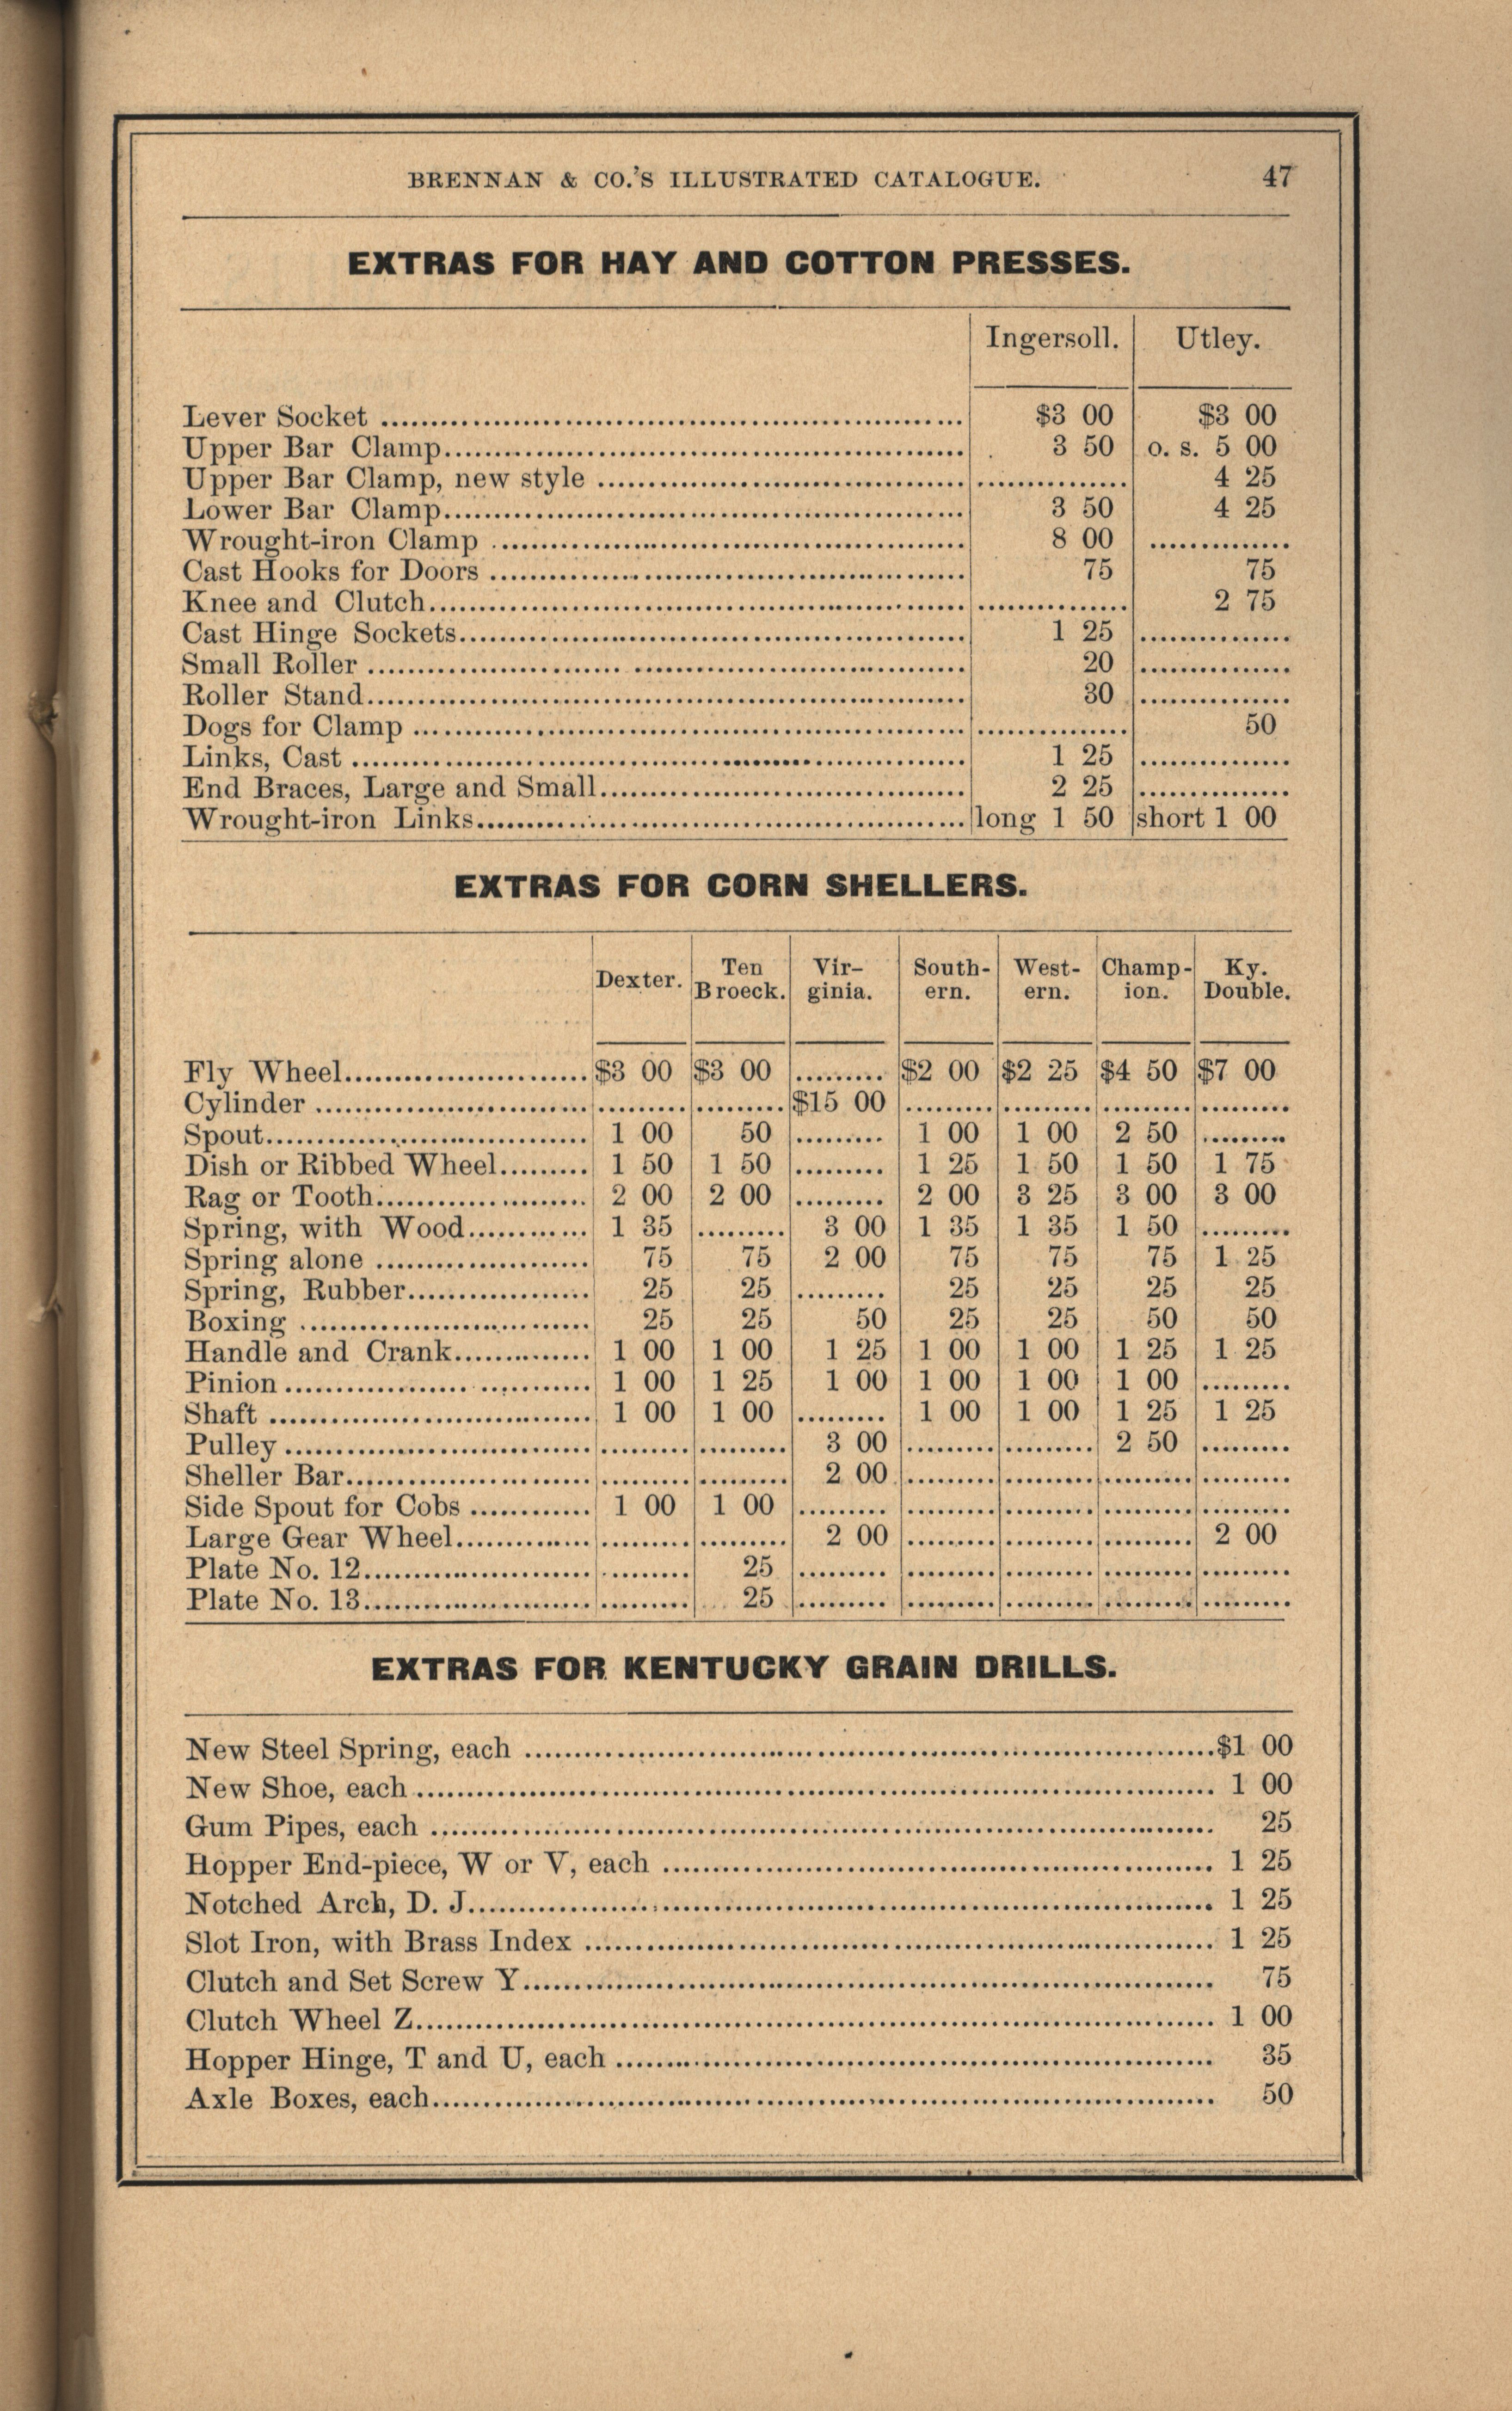 BRENNAN & CO.'S ILLUSTRATED CATALOGUE. 47
EXTRAS FOR HAY AND COTTON PRESSES.
Ingersoll. Utley.
Lever Socket $3 00 $3 00
Upper Bar Clamp 3 50 o. s. 5 00
Upper Bar Clamp, new style 4 25
Lower Bar Clamp 3 50 4 25
Wrought-iron Clamp 8 00
Cast Hooks for Doors 75 75
Knee and Clutch 2 75
Cast Hinge Sockets 1 25
Small Roller 20
Roller Stand 30
Dogs for Clamp 50
Links, Cast 1 25
End Braces, Large and Small 2 25
Wrought-iron Links long 1 50 short 1 00
EXTRAS FOR CORN SHELLERS.
Dexter. Ten Broeck. Vir-ginia. South-ern. West-ern. Champ-ion. Ky. Double.
Fly Wheel $3 00 $3 00 $2 00 $2 25 $4 50 $7 00
Cylinder $15 00
Spout 1 00 50 1 00 1 00 2 50
Dish or Ribbed Wheel 1 50 1 50 1 25 1 50 1 50 1 75
Rag or Tooth 2 00 2 00 2 00 3 25 3 00 3 00
Spring, with Wood 1 35 3 00 1 35 1 35 1 50
Spring alone 75 75 2 00 75 75 75 1 25
Spring, Rubber 25 25 25 25 25 25
Boxing 25 25 50 25 25 50 50
Handle and Crank 1 00 1 00 1 25 1 00 1 00 1 25 1 25
Pinion 1 00 1 25 1 00 1 00 1 00 1 00
Shaft 1 00 1 00 1 00 1 00 1 25 1 25
Pulley 3 00 2 50
Sheller Bar 2 00
Side Spout for Cobs 1 00 1 00
Large Gear Wheel 2 00 2 00
Plate No. 12 25
Plate No. 13 25
EXTRAS FOR KENTUCKY GRAIN DRILLS.
New Steel Spring, each $1 00
New Shoe, each 1 00
Gum Pipes, each 25
Hopper End-piece, W or V, each 1 25
Notched Arch, D. J. 1 25
Slot Iron, with Brass Index 1 25
Clutch and Set Screw Y 75
Clutch Wheel Z 1 00
Hopper Hinge, T and U, each 35
Axle Boxes, each 50